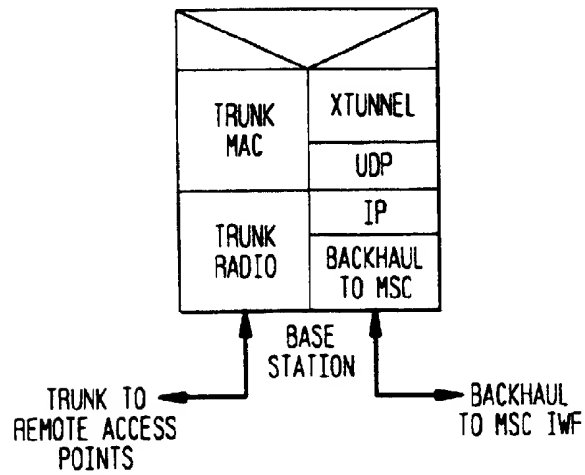 TRUNK
MAC
XTUNNEL
UDP
IP
TRUNK
RADIO
BACKHAUL
TO MSC
BASE
STATION
TRUNK TO
REMOTE ACCESS
POINTS
BACKHAUL
TO MSC IWF